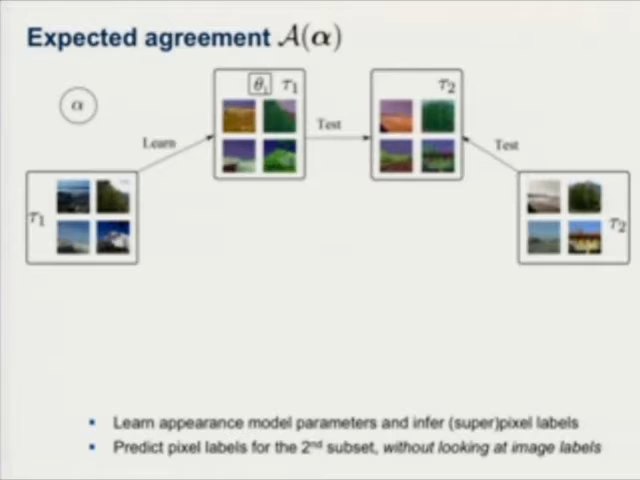 Expected agreement 𝒜(α)
θ₁ τ₁
τ₂
α
Learn
Test
Test
τ₁
τ₂
Learn appearance model parameters and infer (super)pixel labels
Predict pixel labels for the 2nd subset, without looking at image labels